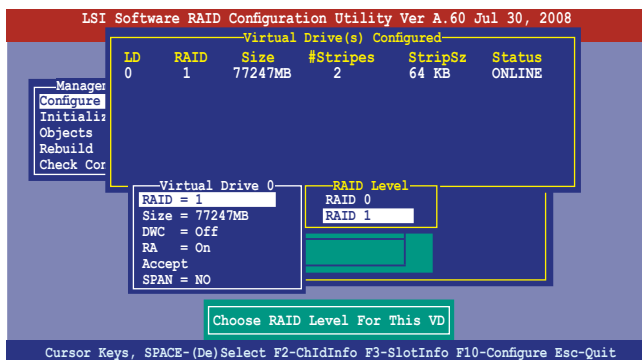 LSI Software RAID Configuration Utility Ver A.60 Jul 30, 2008
Virtual Drive(s) Configured
LD RAID Size #Stripes StripSz Status
0 1 77247MB 2 64 KB ONLINE
Managem
Configure
Initializ
Objects
Rebuild
Check Con
Virtual Drive 0
RAID = 1
Size = 77247MB
DWC = Off
RA = On
Accept
SPAN = NO
RAID Level
RAID 0
RAID 1
Choose RAID Level For This VD
Cursor Keys, SPACE-(De)Select F2-ChIdInfo F3-SlotInfo F10-Configure Esc-Quit